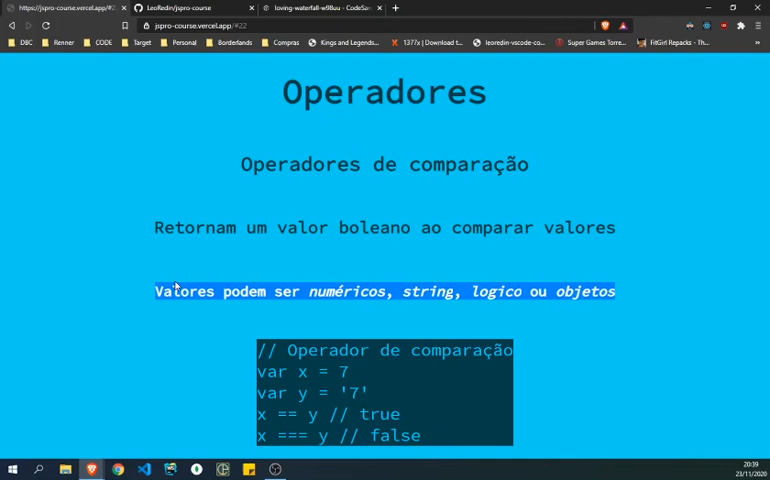 https://jspro-course.vercel.app/#2
LeoRedin/jspro-course
loving-waterfall-w98uu - CodeSan
jspro-course.vercel.app/#22
DBC
Renner
CODE
Target
Personal
Borderlands
Compras
Kings and Legends...
1377x | Download t...
leoredin-vscode-co...
Super Games Torre...
FitGirl Repacks - Th...
Operadores
Operadores de comparação
Retornam um valor boleano ao comparar valores
Valores podem ser numéricos, string, logico ou objetos
// Operador de comparação
var x = 7
var y = '7'
x == y // true
x === y // false
20:39
23/11/2020